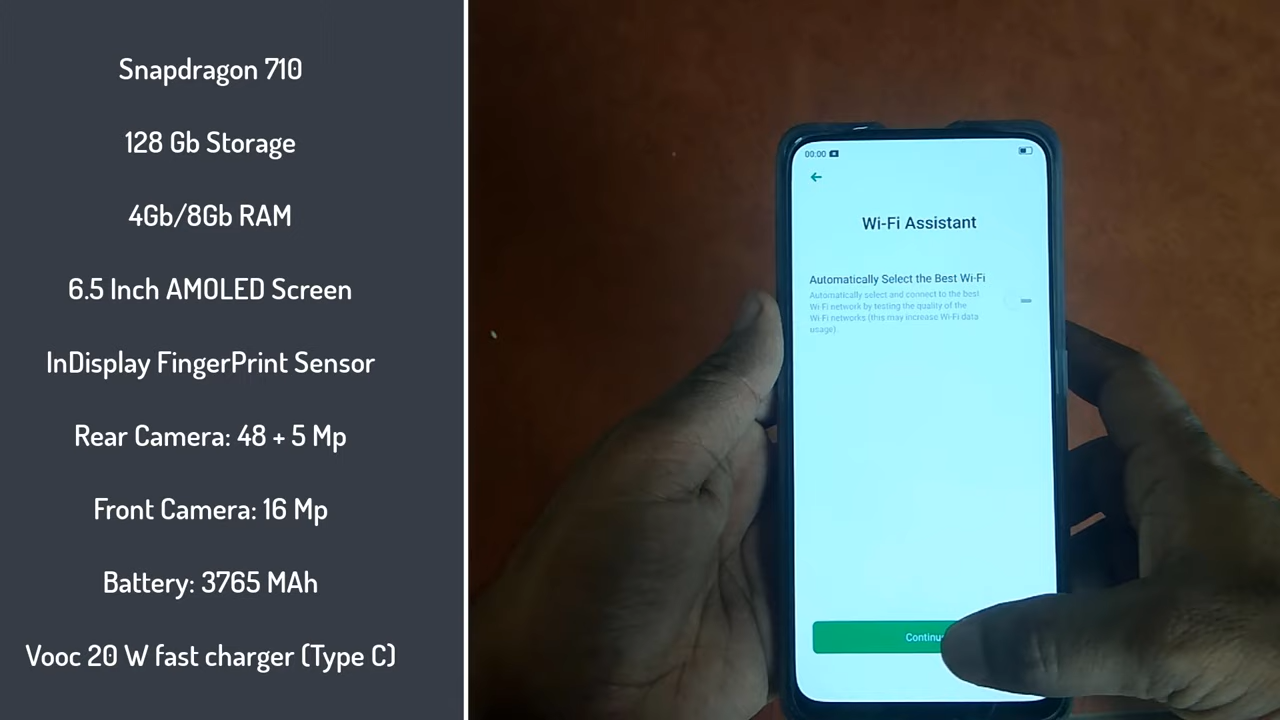 Snapdragon 710
128 Gb Storage
4Gb/8Gb RAM
6.5 Inch AMOLED Screen
InDisplay FingerPrint Sensor
Rear Camera: 48 + 5 Mp
Front Camera: 16 Mp
Battery: 3765 MAh
Vooc 20 W fast charger (Type C)
00:00
Wi-Fi Assistant
Automatically Select the Best Wi-Fi
Automatically select and connect to the best
Wi-Fi network by testing the quality of the
Wi-Fi networks (this may increase Wi-Fi data
usage).
Continu